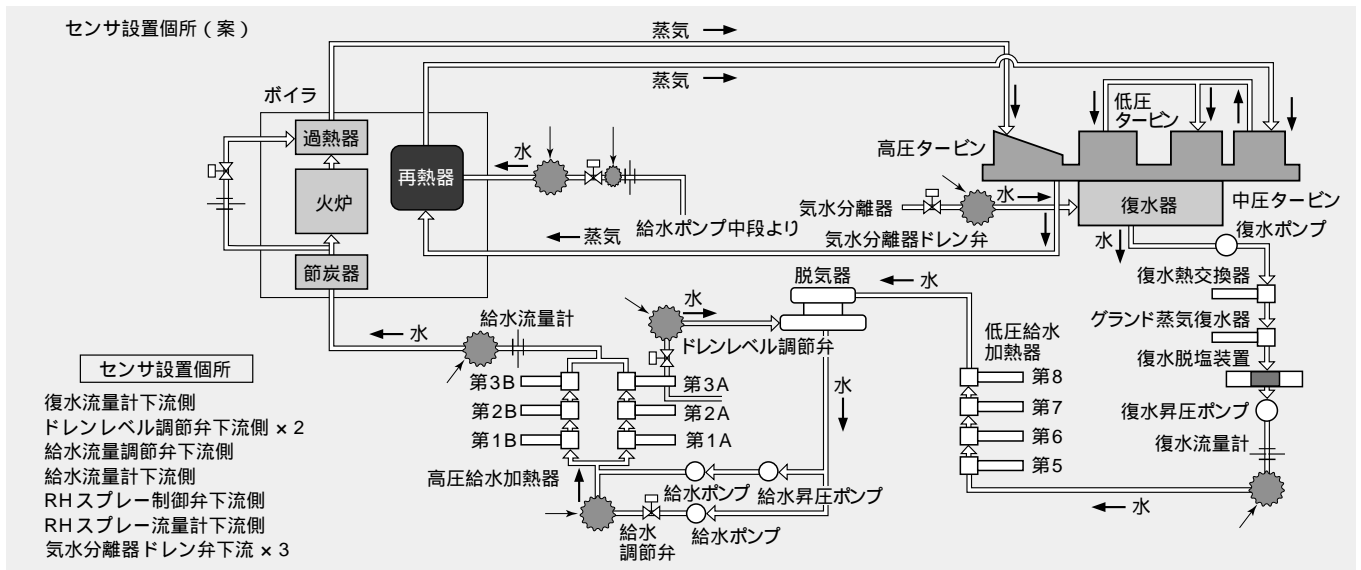 センサ設置個所(案)
蒸気
蒸気
ボイラ
過熱器
火炉
節炭器
再熱器
水
給水ポンプ中段より
蒸気
低圧
タービン
高圧タービン
中圧タービン
復水器
気水分離器
水
気水分離器ドレン弁
水
復水ポンプ
復水熱交換器
グランド蒸気復水器
復水脱塩装置
復水昇圧ポンプ
復水流量計
水
脱気器
水
低圧給水
加熱器
第8
第7
第6
第5
水
ドレンレベル調節弁
水
給水流量計
水
第3B
第3A
第2B
第2A
第1B
第1A
高圧給水加熱器
給水ポンプ
給水昇圧ポンプ
給水
調節弁
給水ポンプ
センサ設置個所
復水流量計下流側
ドレンレベル調節弁下流側×2
給水流量調節弁下流側
給水流量計下流側
RHスプレー制御弁下流側
RHスプレー流量計下流側
気水分離器ドレン弁下流×3